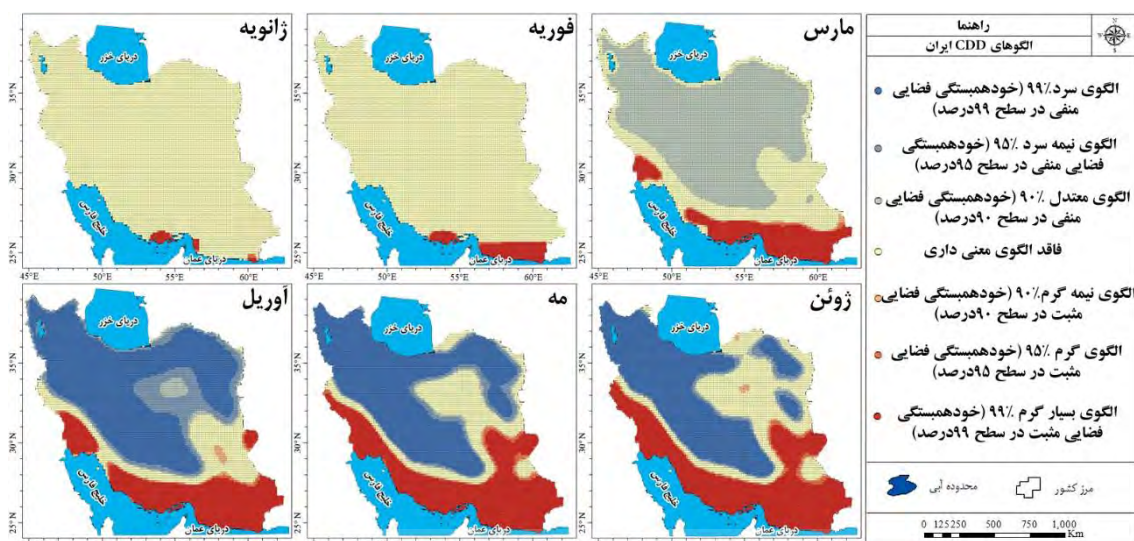 ژانویه
فوریه
مارس
دریای خزر
دریای خزر
دریای خزر
35°N
30°N
25°N
خلیج فارس
خلیج فارس
خلیج فارس
دریای عمان
دریای عمان
دریای عمان
45°E 50°E 55°E 60°E
45°E 50°E 55°E 60°E
45°E 50°E 55°E 60°E
آوریل
مه
ژوئن
دریای خزر
دریای خزر
دریای خزر
35°N
30°N
25°N
خلیج فارس
خلیج فارس
خلیج فارس
دریای عمان
دریای عمان
دریای عمان
راهنما
الگوهای CDD ایران
الگوی سرد ۹۹٪ (خودهمبستگی فضایی
منفی در سطح ۹۹درصد)
الگوی نیمه سرد ۹۵٪ (خودهمبستگی
فضایی منفی در سطح ۹۵درصد)
الگوی معتدل ۹۰٪ (خودهمبستگی فضایی
منفی در سطح ۹۰درصد)
فاقد الگوی معنی داری
الگوی نیمه گرم ۹۰٪ (خودهمبستگی فضایی
مثبت در سطح ۹۰درصد)
الگوی گرم ۹۵٪ (خودهمبستگی فضایی
مثبت در سطح ۹۵درصد)
الگوی بسیار گرم ۹۹٪ (خودهمبستگی
فضایی مثبت در سطح ۹۹درصد)
مرز کشور
محدوده آبی
0 125250 500 750 1,000
Km